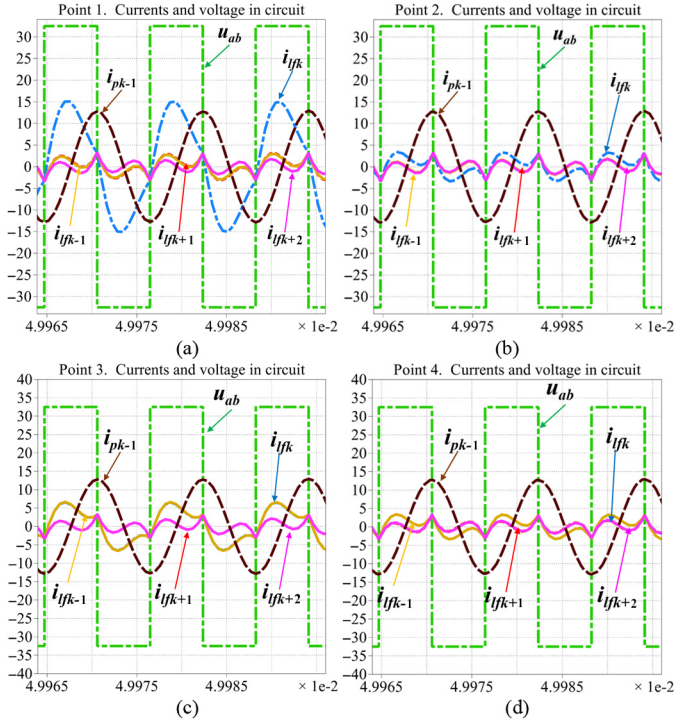 Point 1. Currents and voltage in circuit
30
25
20
15
10
5
0
−5
−10
−15
−20
−25
−30
u_ab
i_pk-1
i_lfk
i_lfk-1
i_lfk+1
i_lfk+2
4.9965 4.9975 4.9985 × 1e-2
(a)
Point 2. Currents and voltage in circuit
30
25
20
15
10
5
0
−5
−10
−15
−20
−25
−30
u_ab
i_pk-1
i_lfk
i_lfk-1
i_lfk+1
i_lfk+2
4.9965 4.9975 4.9985 × 1e-2
(b)
Point 3. Currents and voltage in circuit
40
35
30
25
20
15
10
5
0
−5
−10
−15
−20
−25
−30
−35
−40
u_ab
i_pk-1
i_lfk
i_lfk-1
i_lfk+1
i_lfk+2
4.9965 4.9975 4.9985 × 1e-2
(c)
Point 4. Currents and voltage in circuit
40
35
30
25
20
15
10
5
0
−5
−10
−15
−20
−25
−30
−35
−40
u_ab
i_pk-1
i_lfk
i_lfk-1
i_lfk+1
i_lfk+2
4.9965 4.9975 4.9985 × 1e-2
(d)